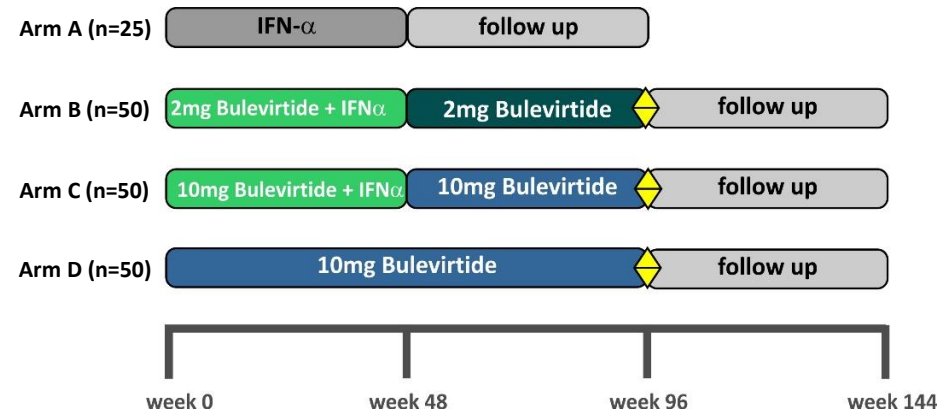 Arm A (n=25) IFN-α follow up
Arm B (n=50) 2mg Bulevirtide + IFNα 2mg Bulevirtide follow up
Arm C (n=50) 10mg Bulevirtide + IFNα 10mg Bulevirtide follow up
Arm D (n=50) 10mg Bulevirtide follow up
week 0 week 48 week 96 week 144